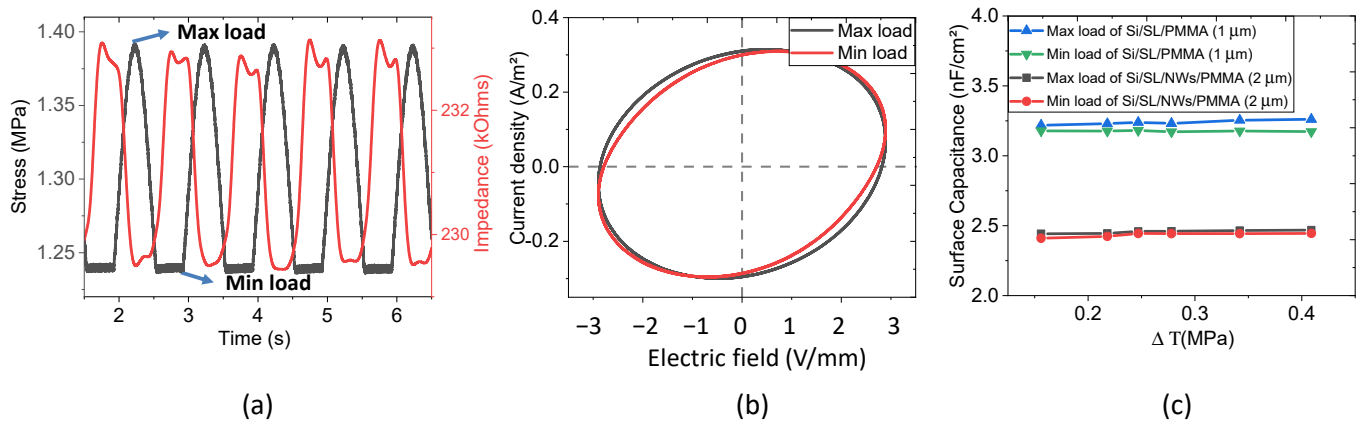 Stress (MPa)
1.40
1.35
1.30
1.25
Max load
Min load
232
230
Impedance (kOhms)
2 3 4 5 6
Time (s)
(a)
Current density (A/m²)
0.4
0.2
0.0
−0.2
Max load
Min load
−3 −2 −1 0 1 2 3
Electric field (V/mm)
(b)
Surface Capacitance (nF/cm²)
4.0
3.5
3.0
2.5
2.0
Max load of Si/SL/PMMA (1 μm)
Min load of Si/SL/PMMA (1 μm)
Max load of Si/SL/NWs/PMMA (2 μm)
Min load of Si/SL/NWs/PMMA (2 μm)
0.2 0.3 0.4
Δ T(MPa)
(c)